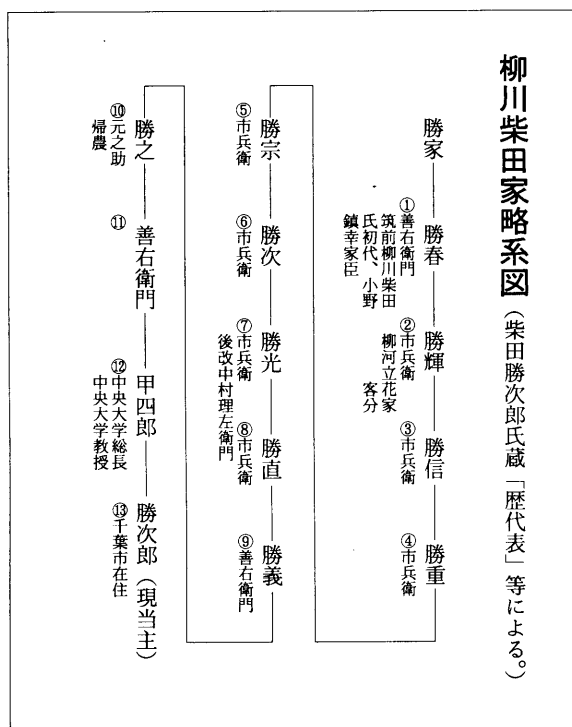 柳川柴田家略系図(柴田勝次郎氏蔵「歴代表」等による。)
勝家
勝春
①善右衛門
筑前柳川柴田
氏初代、小野
鎮幸家臣
勝輝
②市兵衛
柳河立花家
客分
勝信
③市兵衛
勝重
④市兵衛
勝宗
⑤市兵衛
勝次
⑥市兵衛
勝光
⑦市兵衛
後改中村理左衛門
勝直
⑧市兵衛
勝義
⑨善右衛門
勝之
⑩元之助
帰農
善右衛門
⑪
甲四郎
⑫中央大学総長
中央大学教授
勝次郎(現当主)
⑬千葉市在住